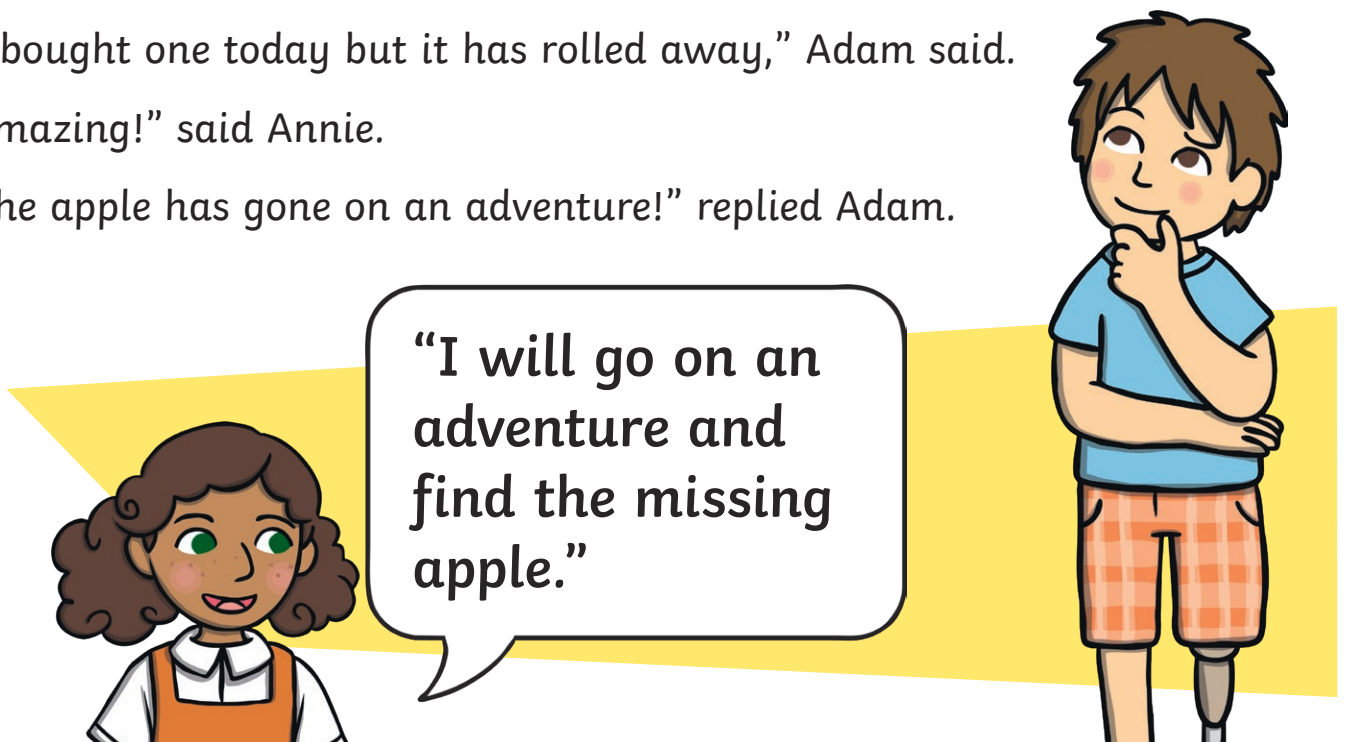 bought one today but it has rolled away,” Adam said.
mazing!” said Annie.
he apple has gone on an adventure!” replied Adam.
“I will go on an
adventure and
find the missing
apple.”